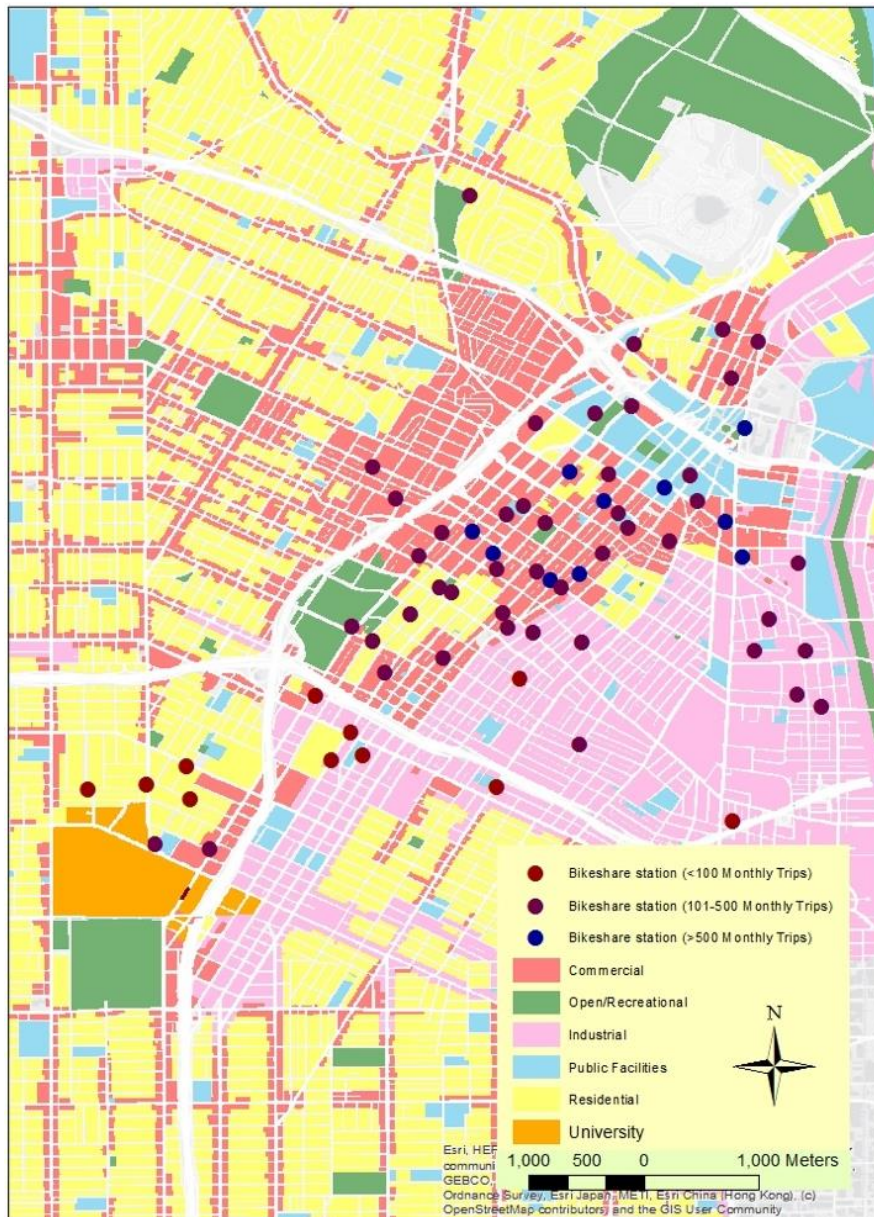 Bikeshare station (<100 Monthly Trips)
Bikeshare station (101-500 Monthly Trips)
Bikeshare station (>500 Monthly Trips)
Commercial
Open/Recreational
Industrial
Public Facilities
Residential
University
N
1,000 500 0 1,000 Meters
Esri,
communi
GEBCO,
Ordnance Survey, Esri Japan, METI, Esri China (Hong Kong), (c)
OpenStreetMap contributors, and the GIS User Community